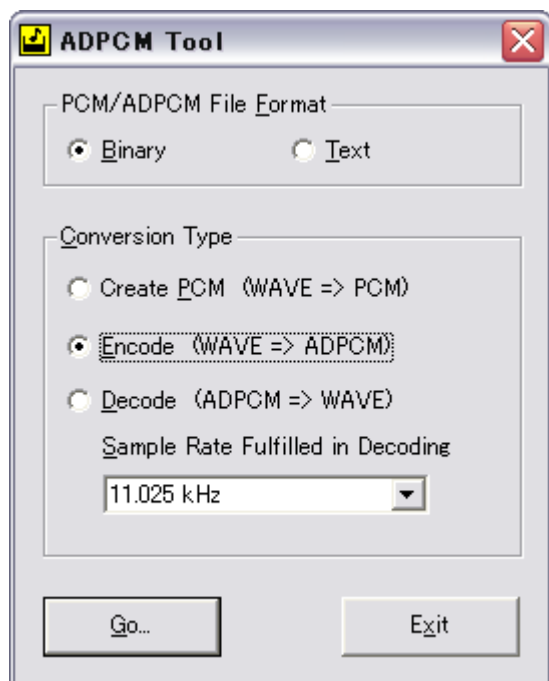 ADPCM Tool
PCM/ADPCM File Format
Binary Text
Conversion Type
Create PCM (WAVE => PCM)
Encode (WAVE => ADPCM)
Decode (ADPCM => WAVE)
Sample Rate Fulfilled in Decoding
11.025 kHz
Go... Exit